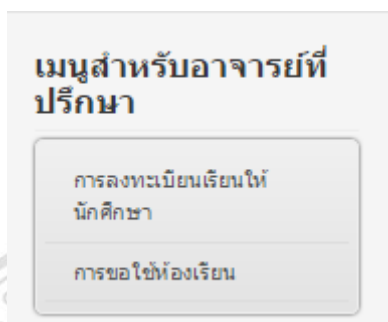 เมนูสำหรับอาจารย์ที่
ปรึกษา
การลงทะเบียนเรียนให้
นักศึกษา
การขอใช้ห้องเรียน